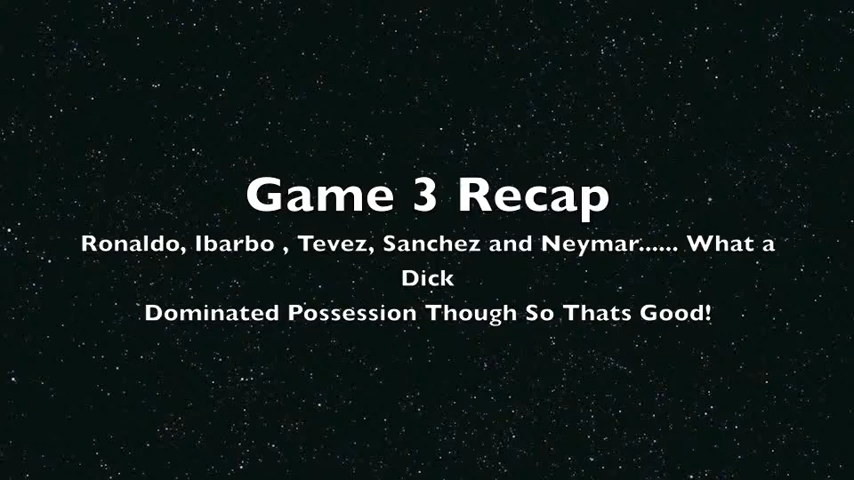 Game 3 Recap
Ronaldo, Ibarbo , Tevez, Sanchez and Neymar...... What a
Dick
Dominated Possession Though So Thats Good!